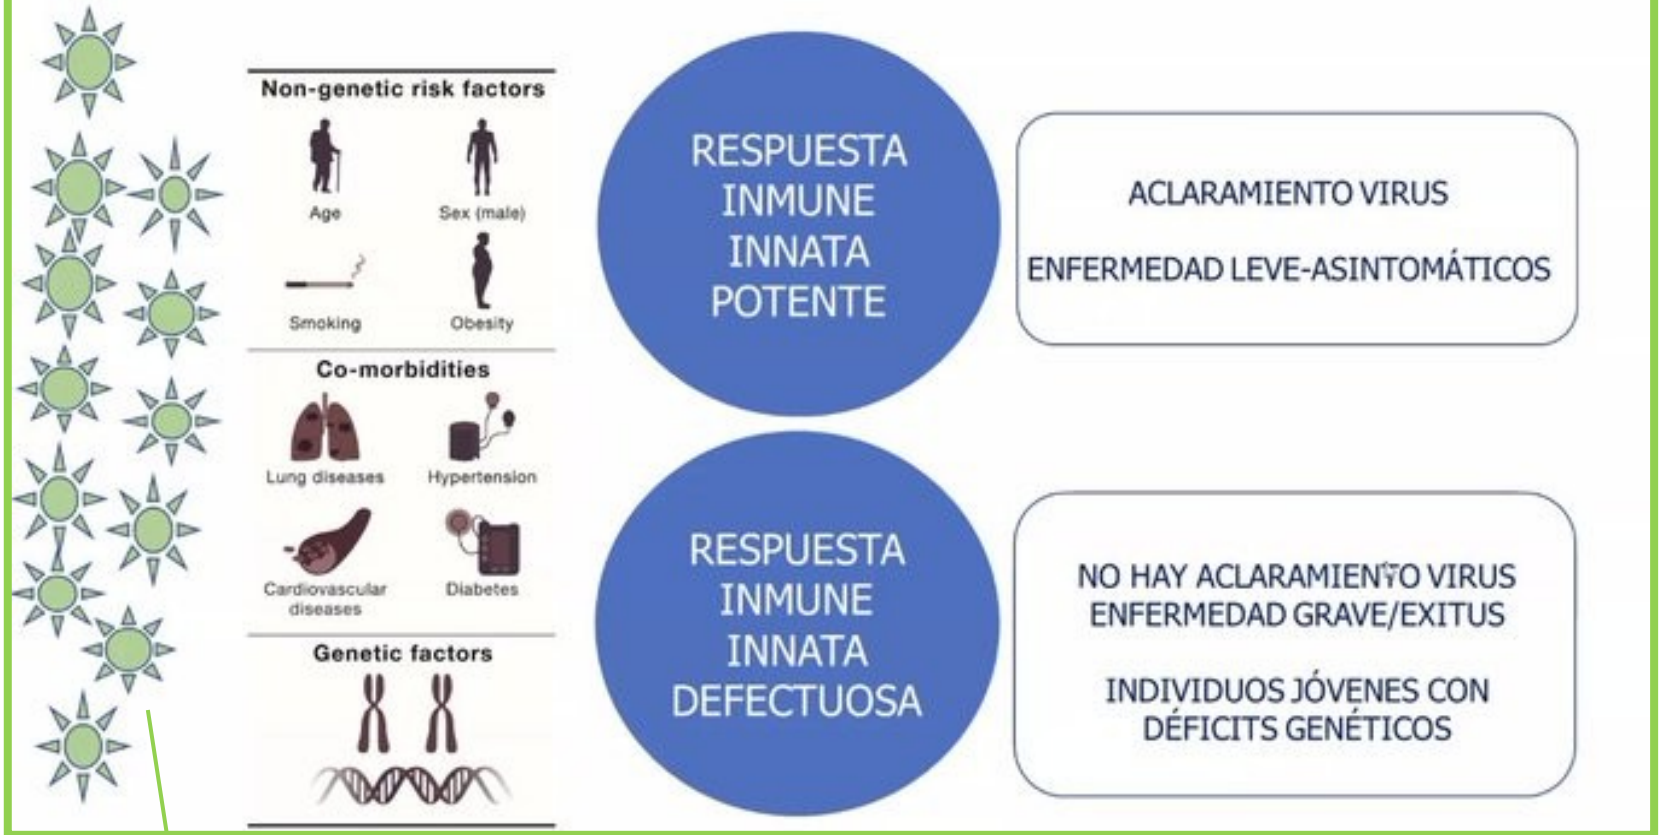 Non-genetic risk factors
Age
Sex (male)
Smoking
Obesity
Co-morbidities
Lung diseases
Hypertension
Cardiovascular
diseases
Diabetes
Genetic factors
RESPUESTA
INMUNE
INNATA
POTENTE
ACLARAMIENTO VIRUS
ENFERMEDAD LEVE-ASINTOMÁTICOS
RESPUESTA
INMUNE
INNATA
DEFECTUOSA
NO HAY ACLARAMIENTO VIRUS
ENFERMEDAD GRAVE/EXITUS
INDIVIDUOS JÓVENES CON
DÉFICITS GENÉTICOS